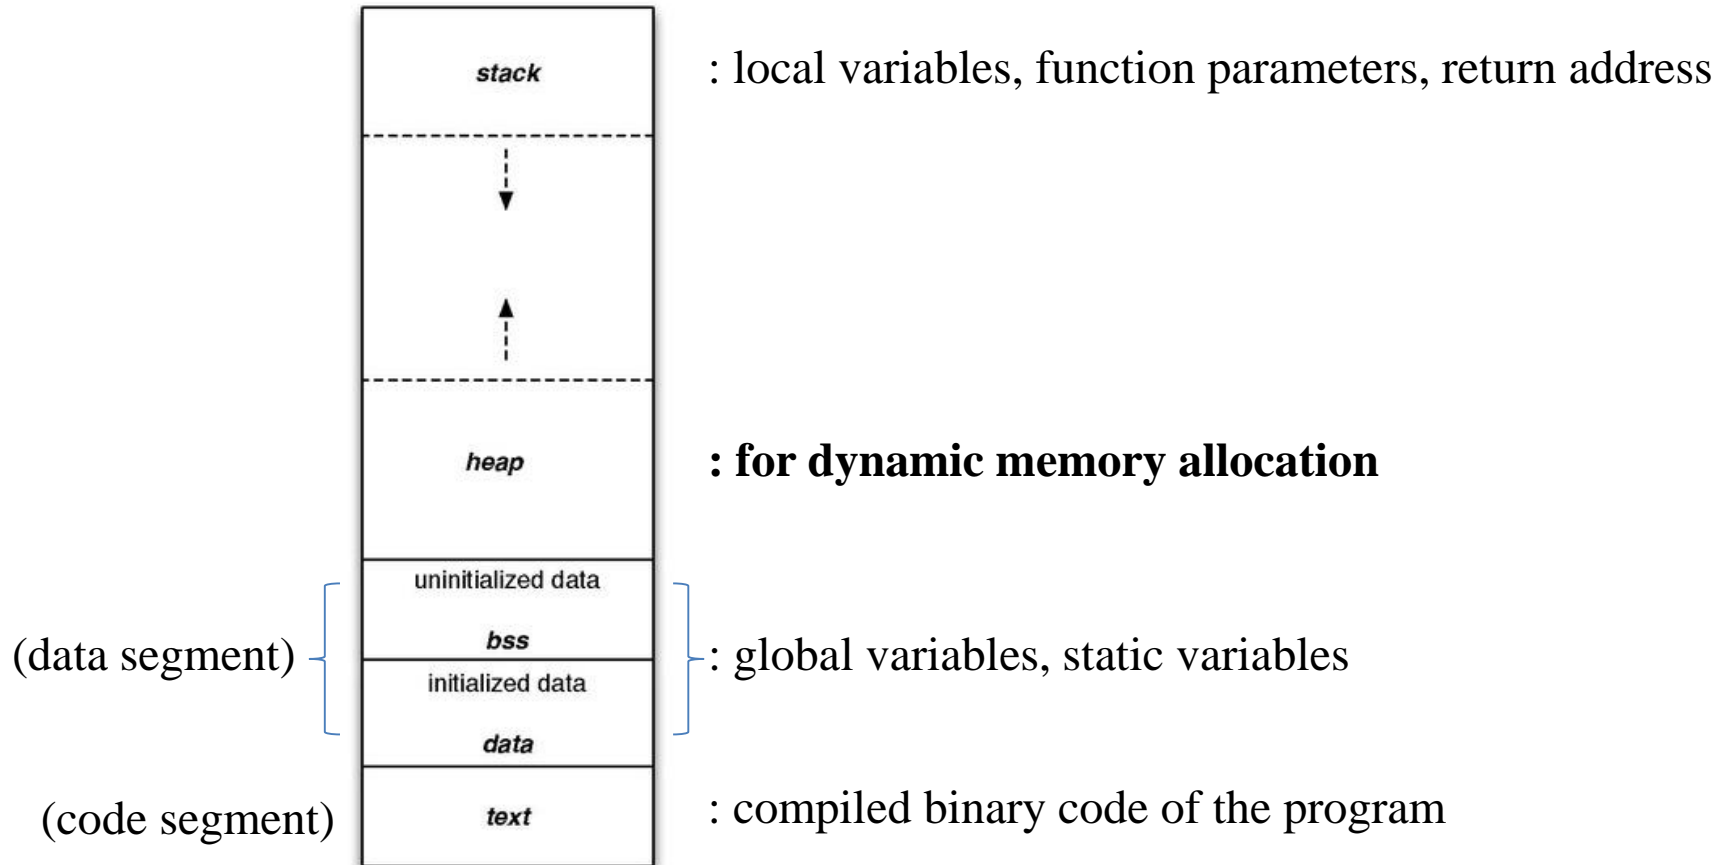 stack
: local variables, function parameters, return address
heap
: for dynamic memory allocation
uninitialized data
bss
(data segment)
: global variables, static variables
initialized data
data
(code segment)
text
: compiled binary code of the program